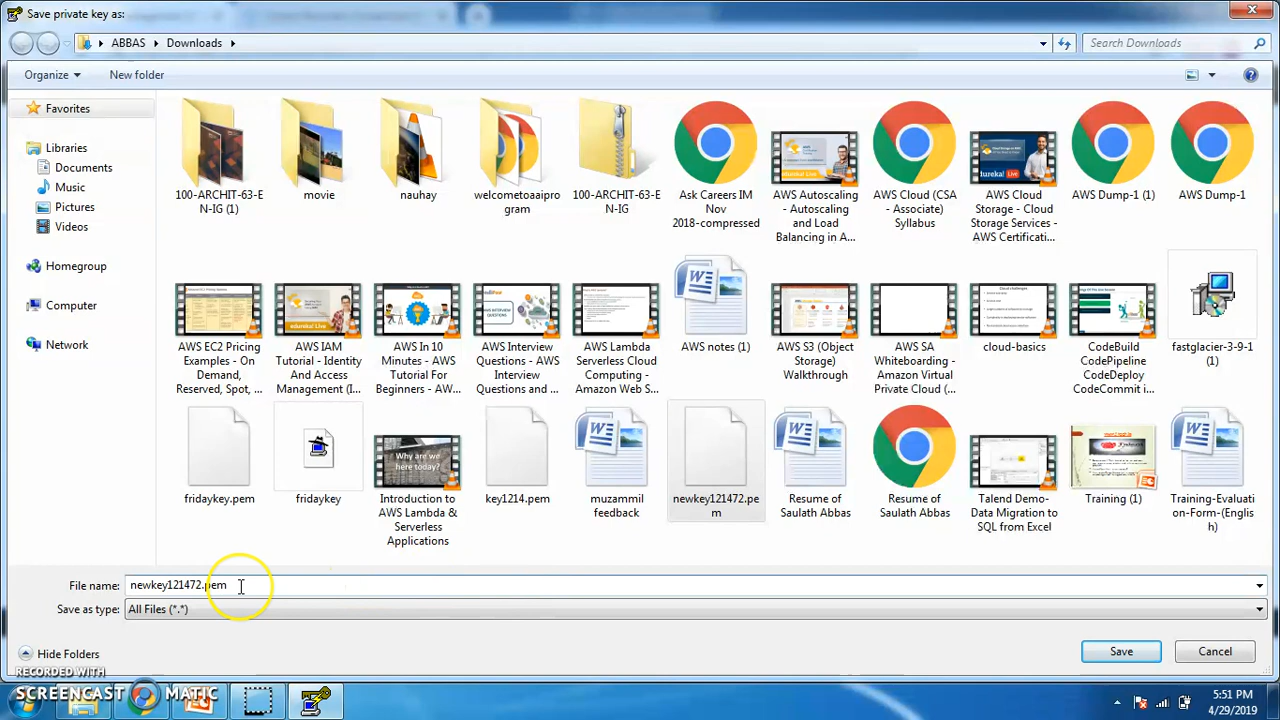 Save private key as:
ABBAS
Downloads
Search Downloads
Organize
New folder
Favorites
Libraries
Documents
Music
Pictures
Videos
Homegroup
Computer
Network
100-ARCHIT-63-E
N-IG (1)
movie
nauhay
welcometoaaipro
gram
100-ARCHIT-63-E
N-IG
Ask Careers IM
Nov
2018-compressed
AWS Autoscaling
- Autoscaling
and Load
Balancing in A...
AWS Cloud (CSA
- Associate)
Syllabus
AWS Cloud
Storage - Cloud
Storage Services -
AWS Certificati...
AWS Dump-1 (1)
AWS Dump-1
AWS EC2 Pricing
Examples - On
Demand,
Reserved, Spot, ...
AWS IAM
Tutorial - Identity
And Access
Management (I...
AWS In 10
Minutes - AWS
Tutorial For
Beginners - AW...
AWS Interview
Questions - AWS
Interview
Questions and ...
AWS Lambda
Serverless Cloud
Computing -
Amazon Web S...
AWS notes (1)
AWS S3 (Object
Storage)
Walkthrough
AWS SA
Whiteboarding -
Amazon Virtual
Private Cloud (...
cloud-basics
CodeBuild
CodePipeline
CodeDeploy
CodeCommit i...
fastglacier-3-9-1
(1)
fridaykey.pem
fridaykey
Why are we
here today?
Introduction to
AWS Lambda &
Serverless
Applications
key1214.pem
muzammil
feedback
newkey121472.pe
m
Resume of
Saulath Abbas
Resume of
Saulath Abbas
Talend Demo-
Data Migration to
SQL from Excel
Training (1)
Training-Evaluati
on-Form-(Englis
h)
File name: newkey121472.pem
Save as type: All Files (*.*)
Hide Folders
Save
Cancel
RECORDED WITH
SCREENCAST MATIC
5:51 PM
4/29/2019